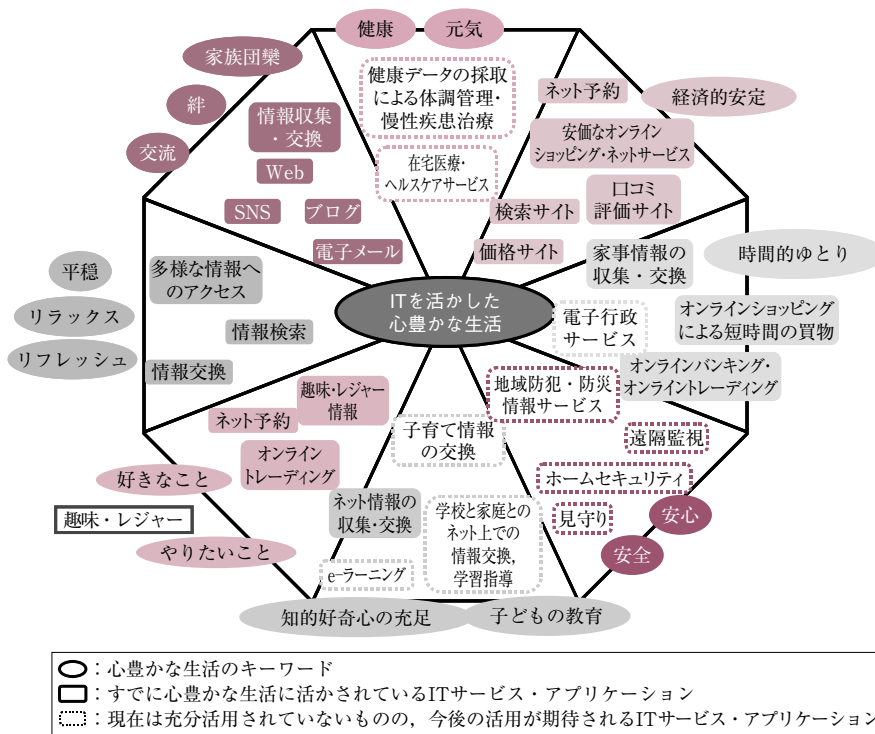 健康
元気
家族団欒
絆
交流
健康データの採取
による体調管理・
慢性疾患治療
在宅医療・
ヘルスケアサービス
情報収集
・交換
Web
SNS
ブログ
電子メール
ネット予約
経済的安定
安価なオンライン
ショッピング・ネットサービス
検索サイト
口コミ
評価サイト
価格サイト
家事情報の
収集・交換
時間的ゆとり
平穏
リラックス
リフレッシュ
多様な情報へ
のアクセス
情報検索
情報交換
ITを活かした
心豊かな生活
電子行政
サービス
オンラインショッピング
による短時間の買物
オンラインバンキング・
オンライントレーディング
地域防犯・防災
情報サービス
遠隔監視
ホームセキュリティ
見守り
安心
安全
趣味・レジャー
情報
ネット予約
オンライン
トレーディング
好きなこと
趣味・レジャー
やりたいこと
子育て情報
の交換
ネット情報の
収集・交換
学校と家庭との
ネット上での
情報交換,
学習指導
e-ラーニング
知的好奇心の充足
子どもの教育
：心豊かな生活のキーワード
：すでに心豊かな生活に活かされているITサービス・アプリケーション
：現在は充分活用されていないものの，今後の活用が期待されるITサービス・アプリケーション